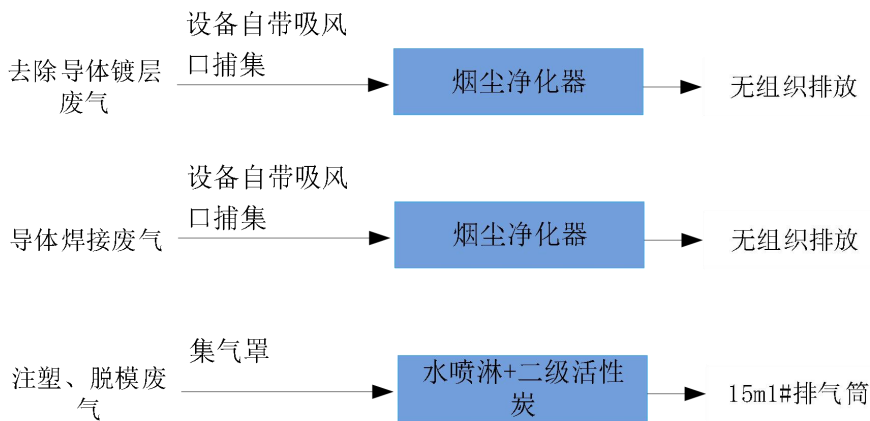 设备自带吸风
口捕集
去除导体镀层
废气
烟尘净化器
无组织排放
设备自带吸风
口捕集
导体焊接废气
烟尘净化器
无组织排放
集气罩
注塑、脱模废
气
水喷淋+二级活性
炭
15m1#排气筒